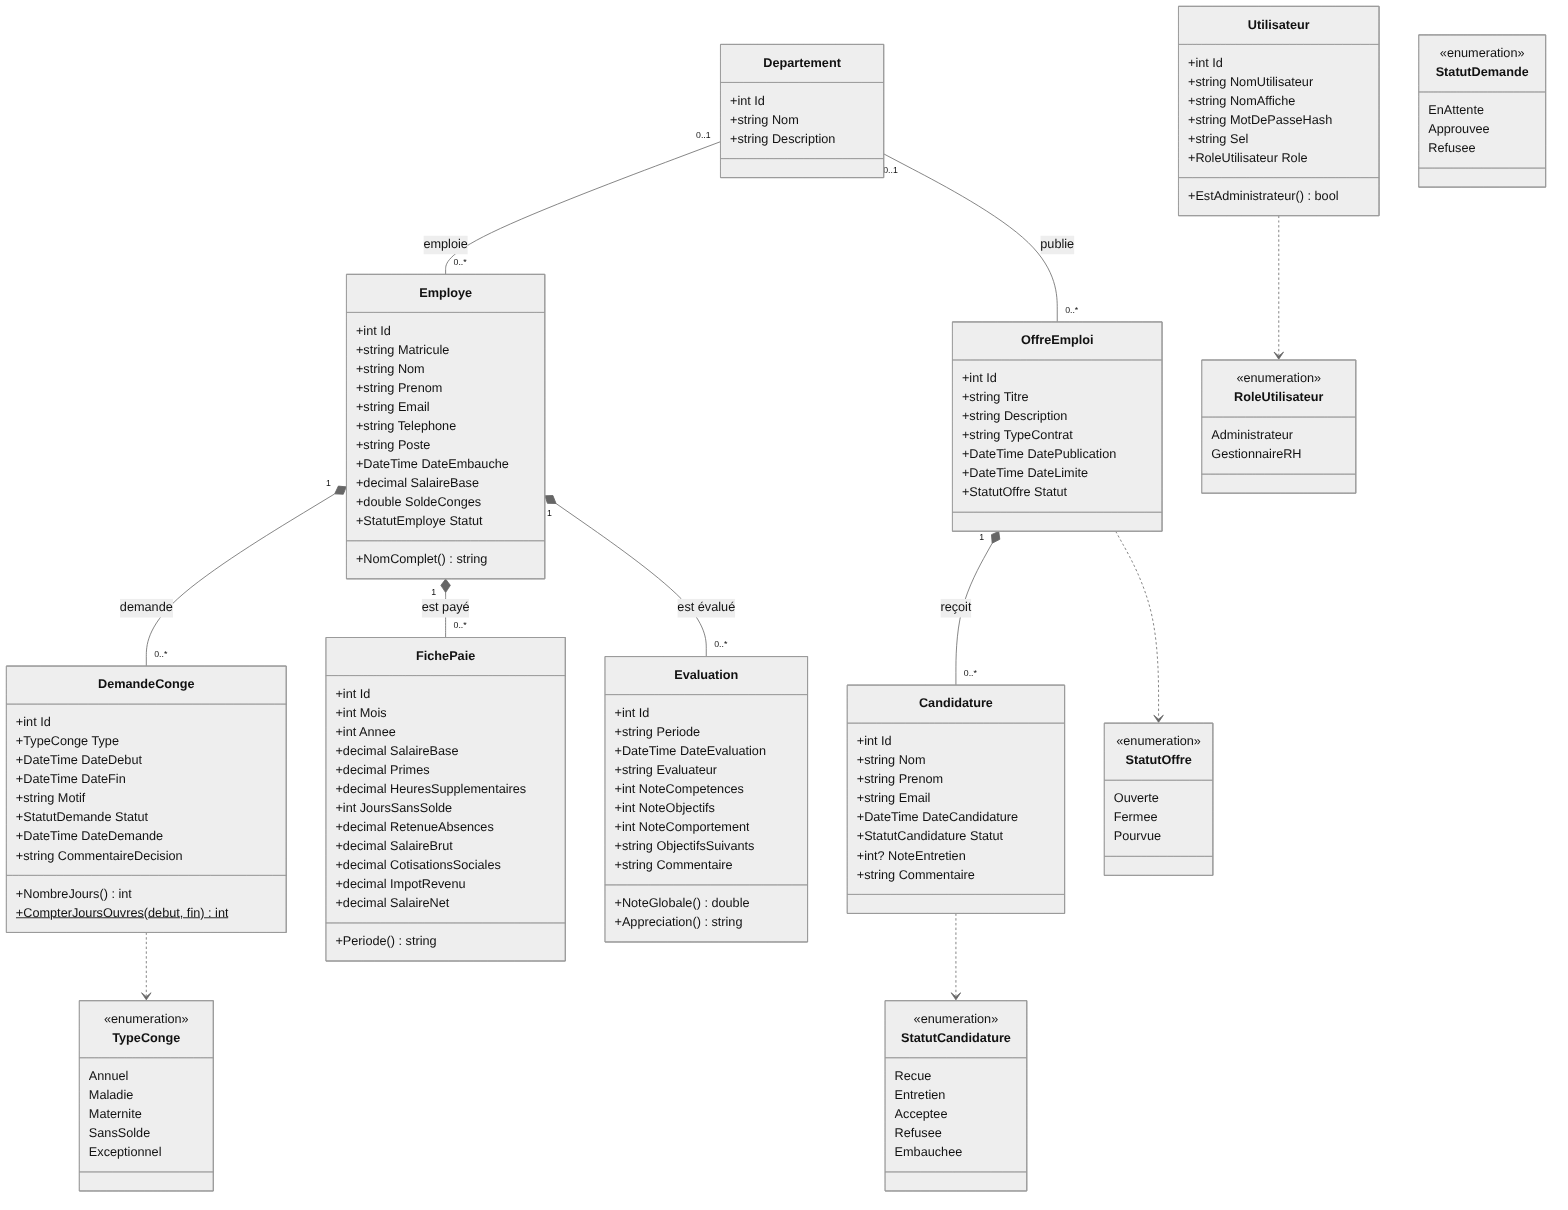 Departement
+int Id
+string Nom
+string Description
Utilisateur
+int Id
+string NomUtilisateur
+string NomAffiche
+string MotDePasseHash
+string Sel
+RoleUtilisateur Role
+EstAdministrateur() : bool
«enumeration»
StatutDemande
EnAttente
Approuvee
Refusee
0..1
0..1
emploie
publie
0..*
0..*
Employe
+int Id
+string Matricule
+string Nom
+string Prenom
+string Email
+string Telephone
+string Poste
+DateTime DateEmbauche
+decimal SalaireBase
+double SoldeConges
+StatutEmploye Statut
+NomComplet() : string
OffreEmploi
+int Id
+string Titre
+string Description
+string TypeContrat
+DateTime DatePublication
+DateTime DateLimite
+StatutOffre Statut
«enumeration»
RoleUtilisateur
Administrateur
GestionnaireRH
1
1
1
1
demande
est payé
est évalué
reçoit
0..*
0..*
0..*
0..*
DemandeConge
+int Id
+TypeConge Type
+DateTime DateDebut
+DateTime DateFin
+string Motif
+StatutDemande Statut
+DateTime DateDemande
+string CommentaireDecision
+NombreJours() : int
+CompterJoursOuvres(debut, fin) : int
FichePaie
+int Id
+int Mois
+int Annee
+decimal SalaireBase
+decimal Primes
+decimal HeuresSupplementaires
+int JoursSansSolde
+decimal RetenueAbsences
+decimal SalaireBrut
+decimal CotisationsSociales
+decimal ImpotRevenu
+decimal SalaireNet
+Periode() : string
Evaluation
+int Id
+string Periode
+DateTime DateEvaluation
+string Evaluateur
+int NoteCompetences
+int NoteObjectifs
+int NoteComportement
+string ObjectifsSuivants
+string Commentaire
+NoteGlobale() : double
+Appreciation() : string
Candidature
+int Id
+string Nom
+string Prenom
+string Email
+DateTime DateCandidature
+StatutCandidature Statut
+int? NoteEntretien
+string Commentaire
«enumeration»
StatutOffre
Ouverte
Fermee
Pourvue
«enumeration»
TypeConge
Annuel
Maladie
Maternite
SansSolde
Exceptionnel
«enumeration»
StatutCandidature
Recue
Entretien
Acceptee
Refusee
Embauchee